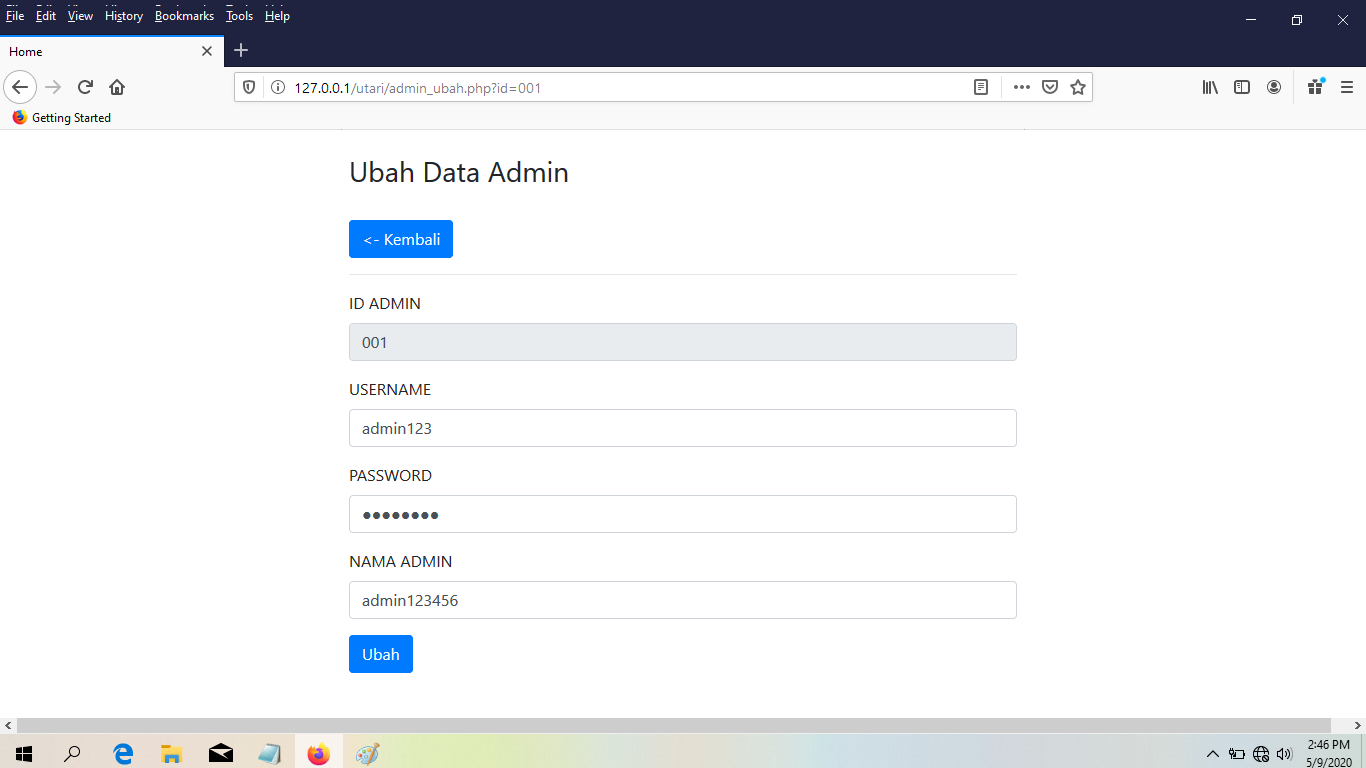 File Edit View History Bookmarks Tools Help
Home
127.0.0.1/utari/admin_ubah.php?id=001
Getting Started
Ubah Data Admin
<- Kembali
ID ADMIN
001
USERNAME
admin123
PASSWORD
●●●●●●●●
NAMA ADMIN
admin123456
Ubah
2:46 PM
5/9/2020